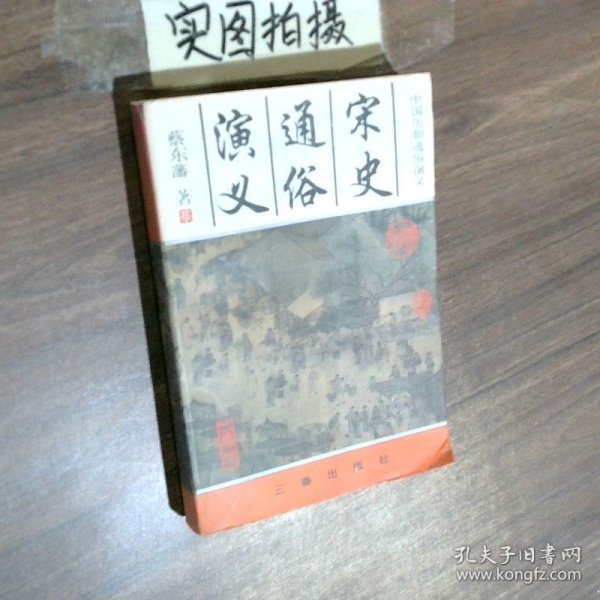 实图拍摄
中国历朝通俗演义
宋史
通俗
演义
蔡东藩 著
三秦出版社
孔夫子旧书网
www.kongfz.com